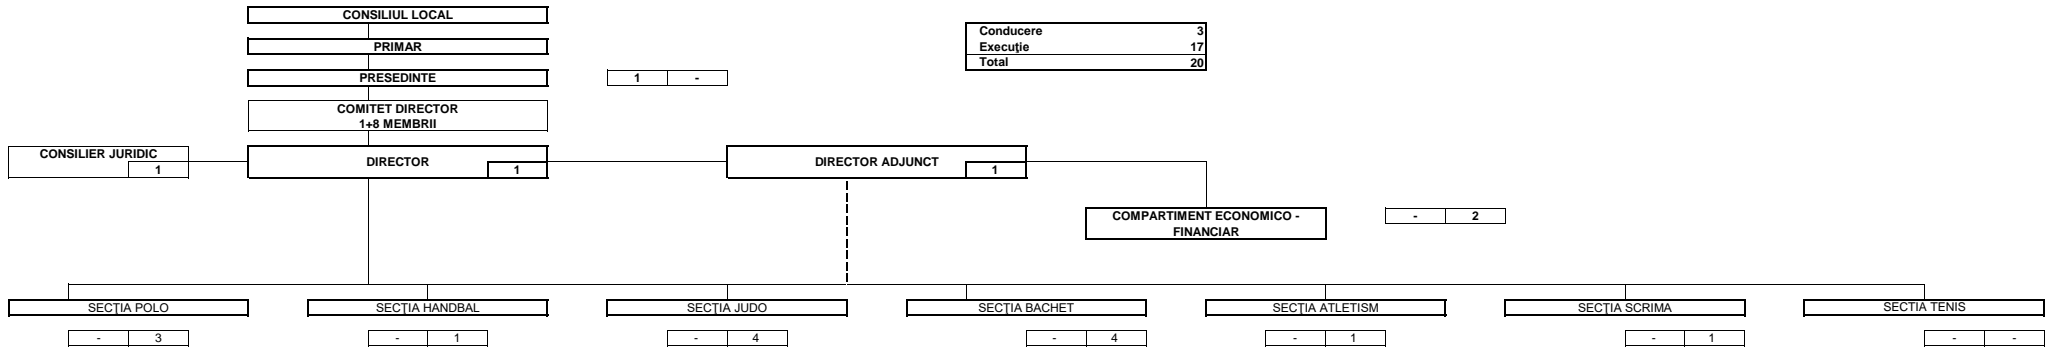 CONSILIUL LOCAL
PRIMAR
PRESEDINTE
1 -
Conducere 3
Execuţie 17
Total 20
COMITET DIRECTOR
1+8 MEMBRII
CONSILIER JURIDIC
1
DIRECTOR
1
DIRECTOR ADJUNCT
1
COMPARTIMENT ECONOMICO -
FINANCIAR
- 2
SECŢIA POLO
SECŢIA HANDBAL
SECŢIA JUDO
SECŢIA BACHET
SECŢIA ATLETISM
SECŢIA SCRIMA
SECTIA TENIS
- 3
- 1
- 4
- 4
- 1
- 1
- -